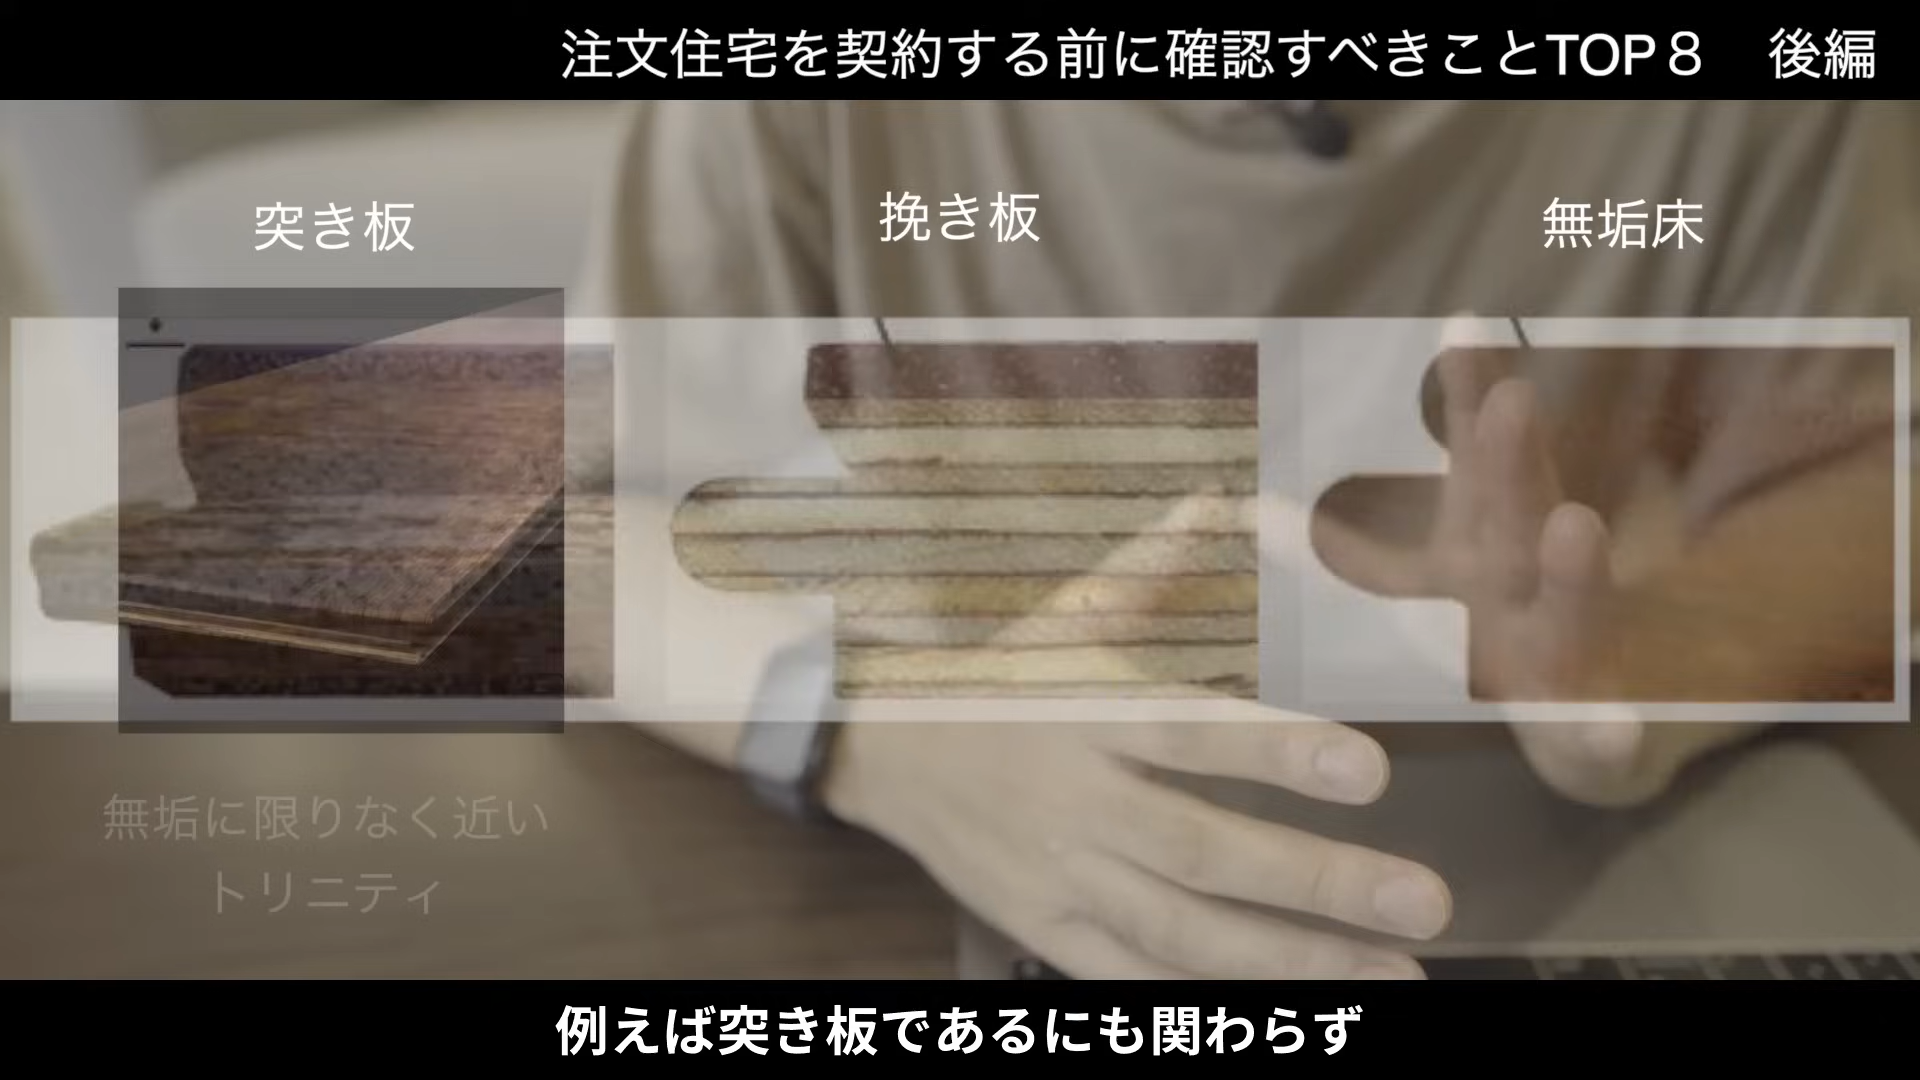 注文住宅を契約する前に確認すべきことTOP８　後編
突き板
挽き板
無垢床
無垢に限りなく近い
トリニティ
例えば突き板であるにも関わらず